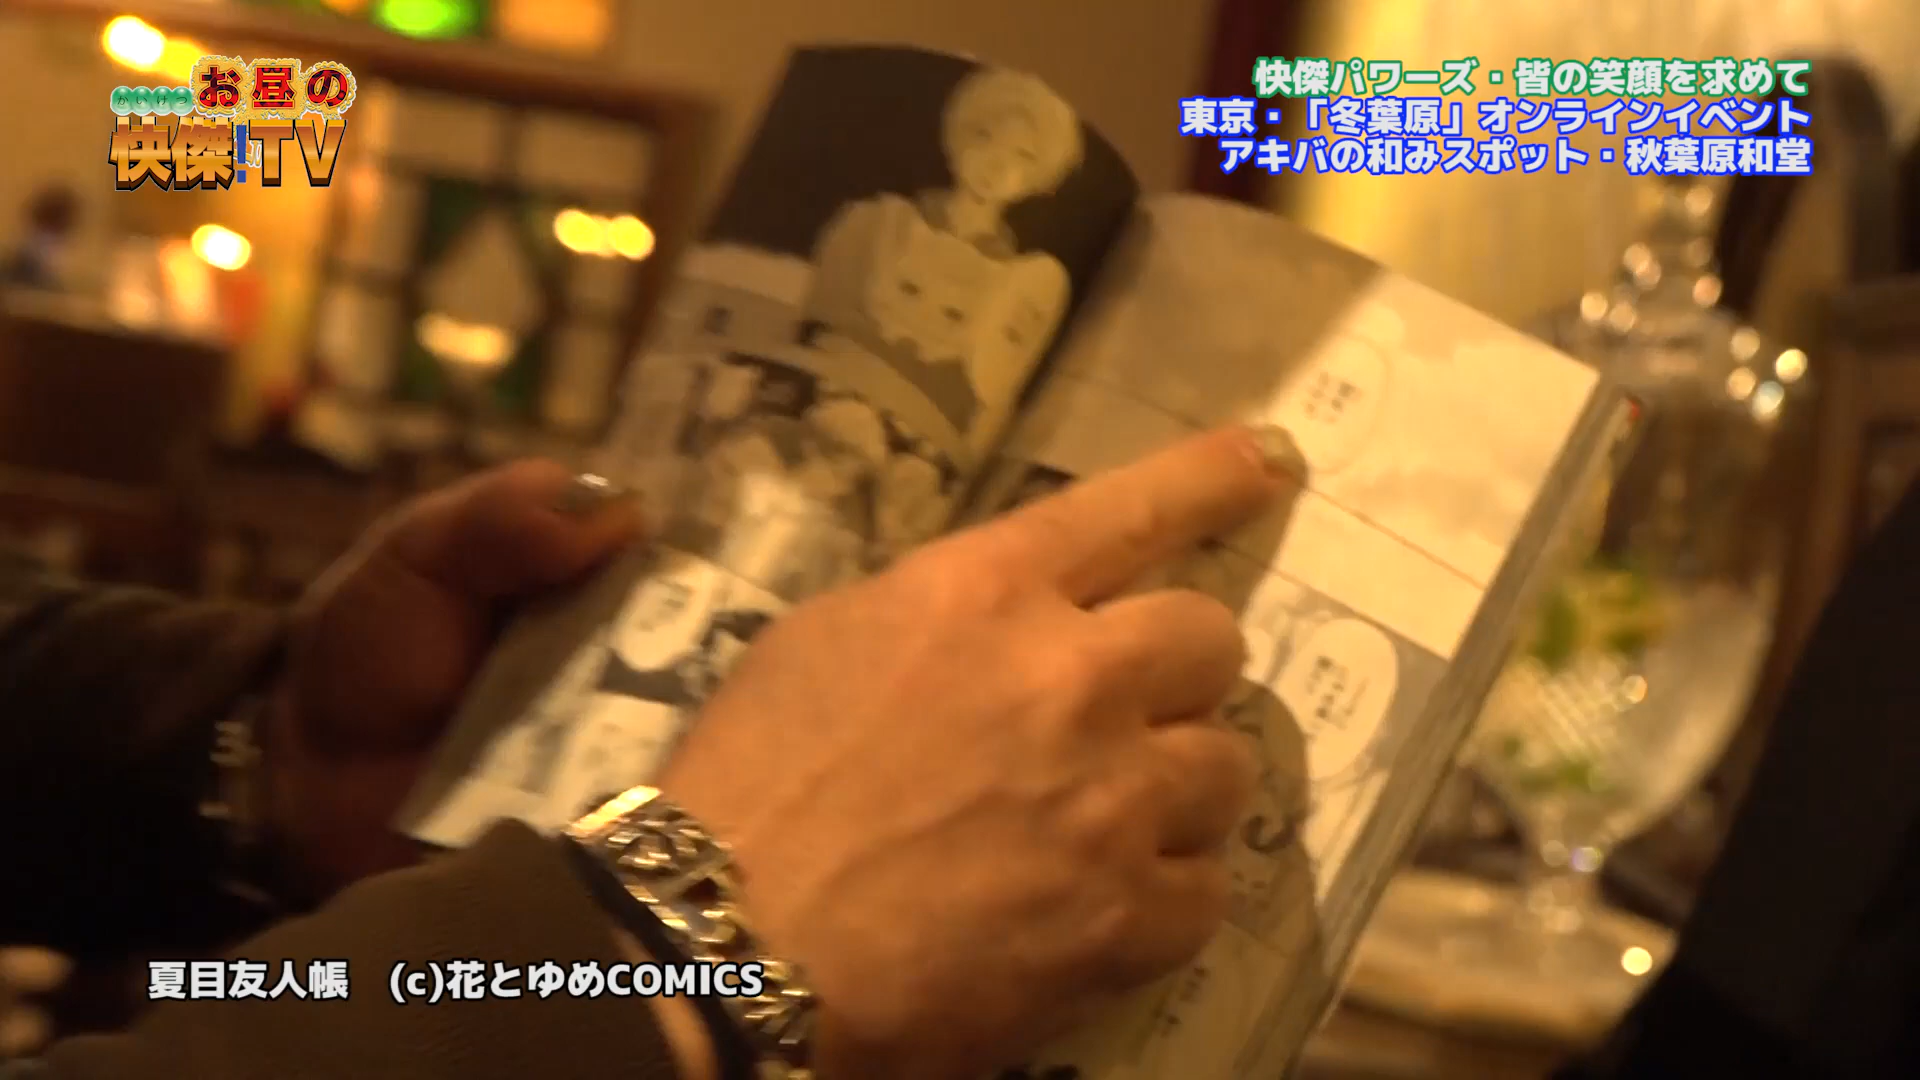 お昼の
かいけつ
快傑!TV
快傑パワーズ・皆の笑顔を求めて
東京・「冬葉原」オンラインイベント
アキバの和みスポット・秋葉原和堂
夏目友人帳　(c)花とゆめCOMICS